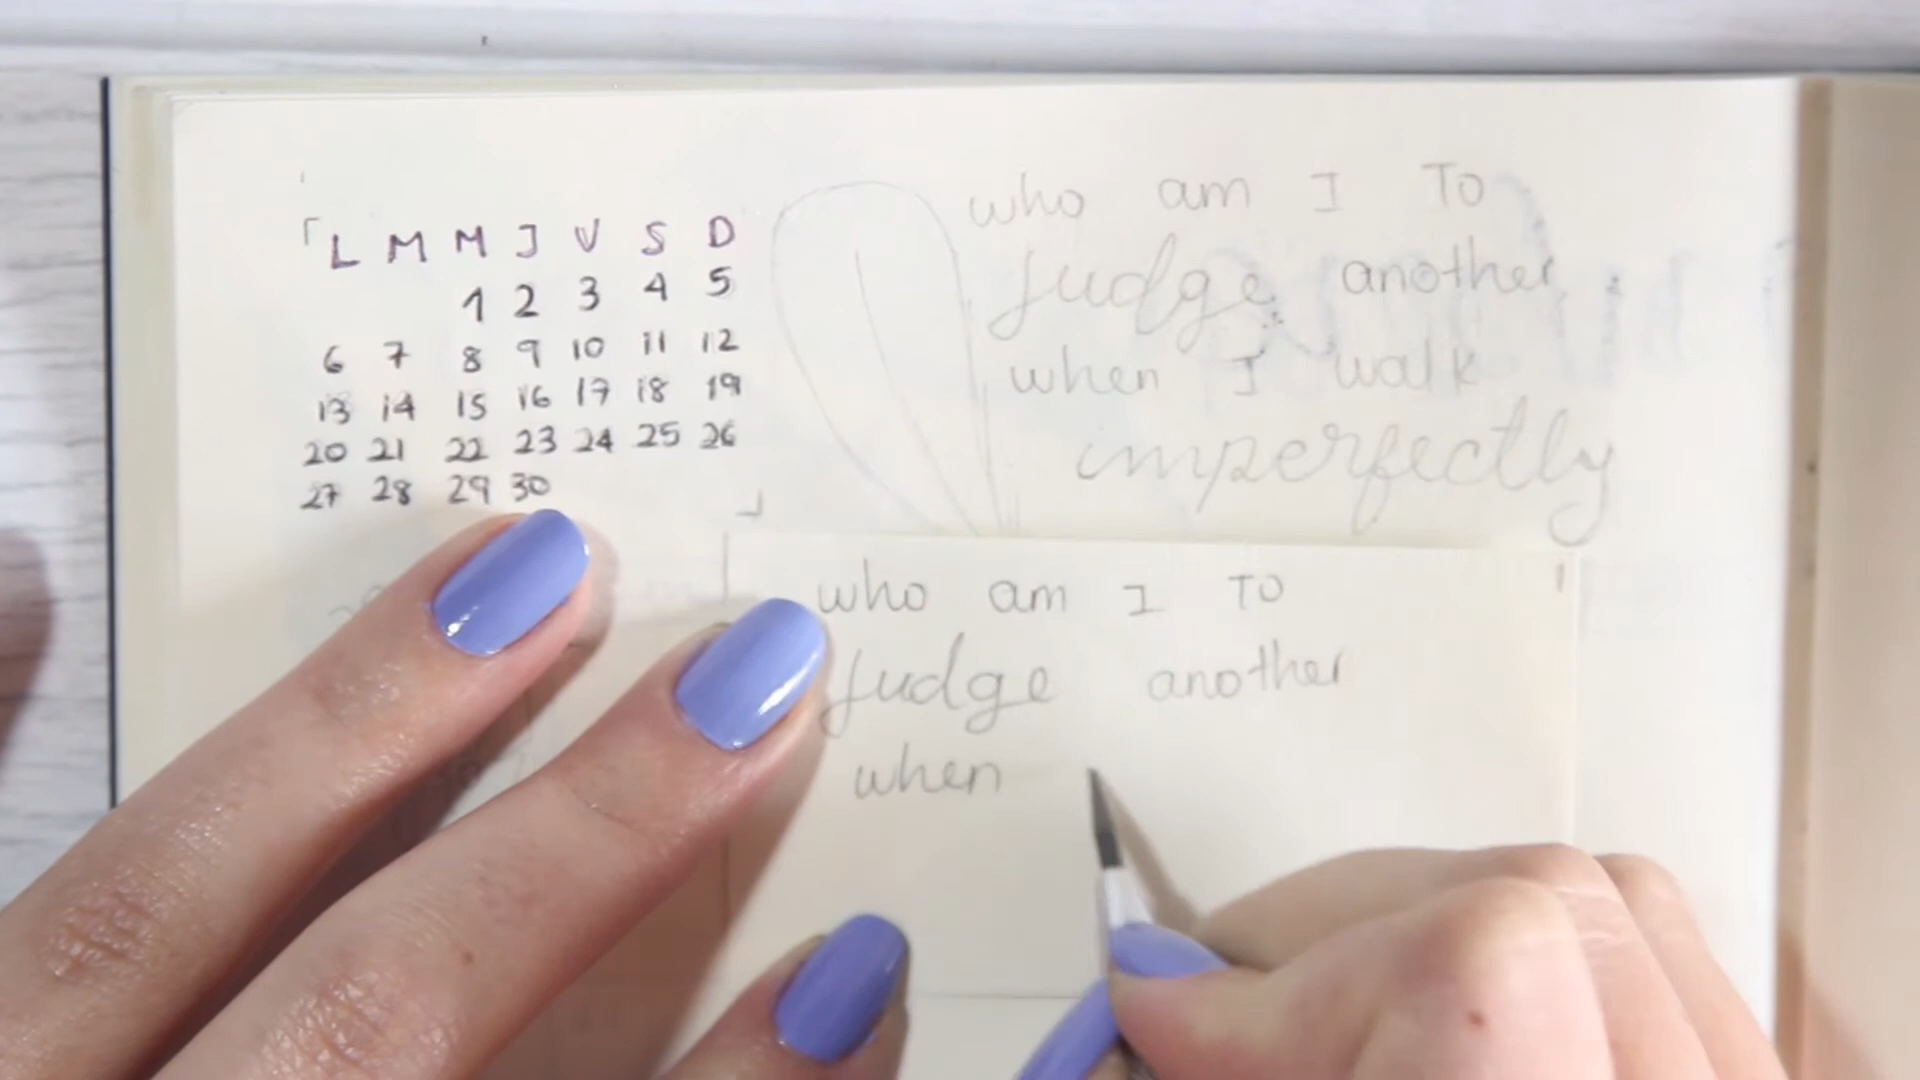 L M M J V S D
1 2 3 4 5
6 7 8 9 10 11 12
13 14 15 16 17 18 19
20 21 22 23 24 25 26
27 28 29 30
who am I To
judge another
when I walk
imperfectly
who am I To
judge another
when